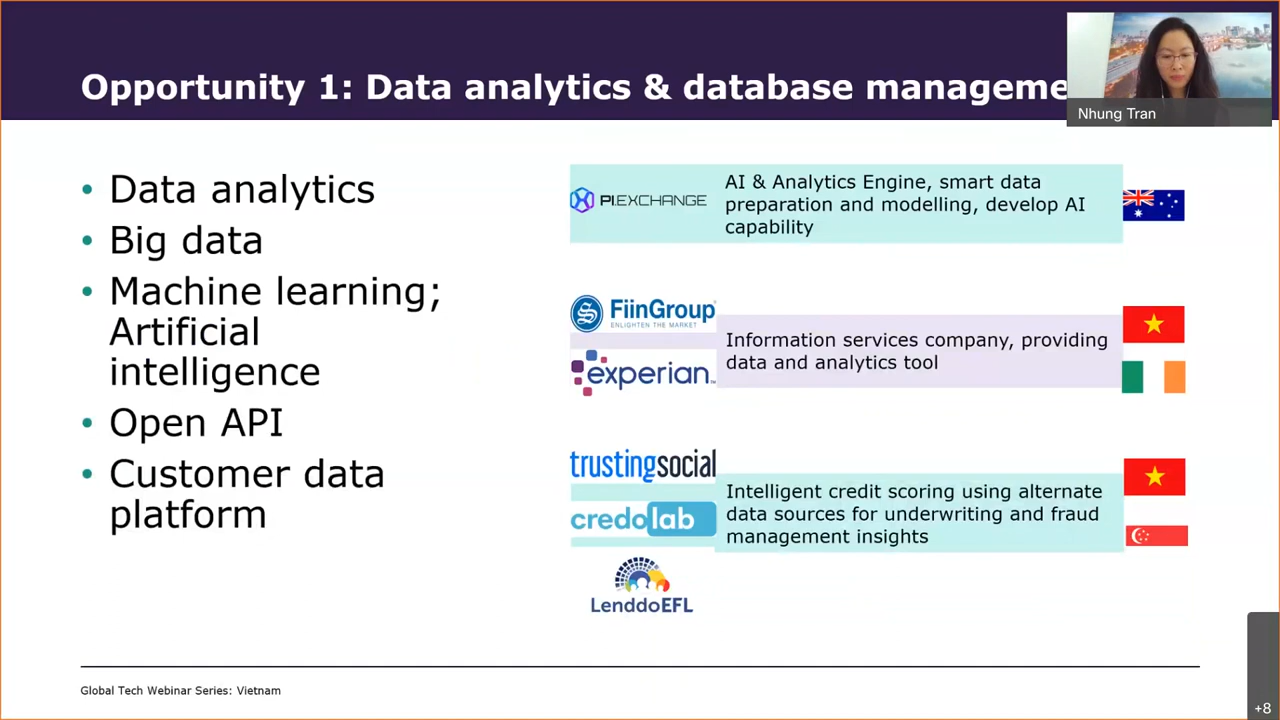 Opportunity 1: Data analytics & database manageme
Nhung Tran
• Data analytics
• Big data
• Machine learning;
Artificial
intelligence
• Open API
• Customer data
platform
PI.EXCHANGE
AI & Analytics Engine, smart data
preparation and modelling, develop AI
capability
FiinGroup
ENLIGHTEN THE MARKET
experian™
Information services company, providing
data and analytics tool
trustingsocial
credolab
Intelligent credit scoring using alternate
data sources for underwriting and fraud
management insights
LenddoEFL
Global Tech Webinar Series: Vietnam
+8